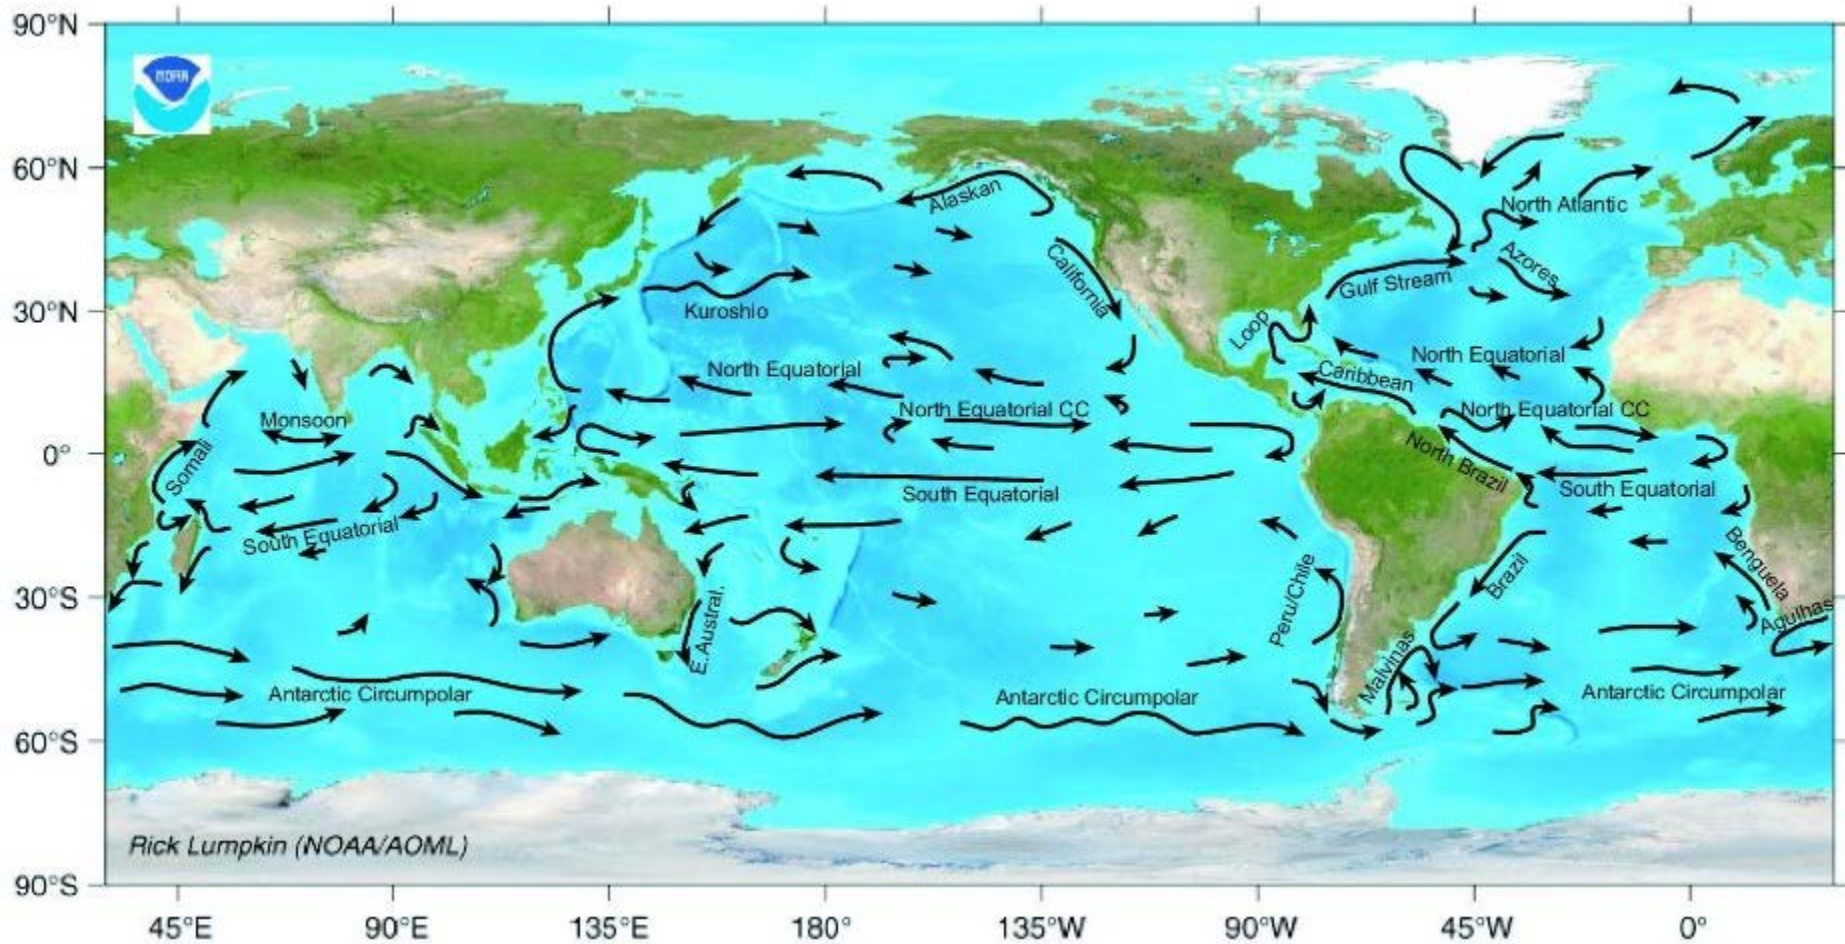 90°N
NOAA
60°N
Alaskan
North Atlantic
California
Azores
Gulf Stream
30°N
Kuroshio
Loop
North Equatorial
North Equatorial
Caribbean
North Equatorial CC
North Equatorial CC
Monsoon
0°
Somali
North Brazil
South Equatorial
South Equatorial
South Equatorial
Brazil
Benguela
30°S
E.Austral.
Peru/Chile
Agulhas
Malvinas
Antarctic Circumpolar
Antarctic Circumpolar
Antarctic Circumpolar
60°S
Rick Lumpkin (NOAA/AOML)
90°S
45°E
90°E
135°E
180°
135°W
90°W
45°W
0°